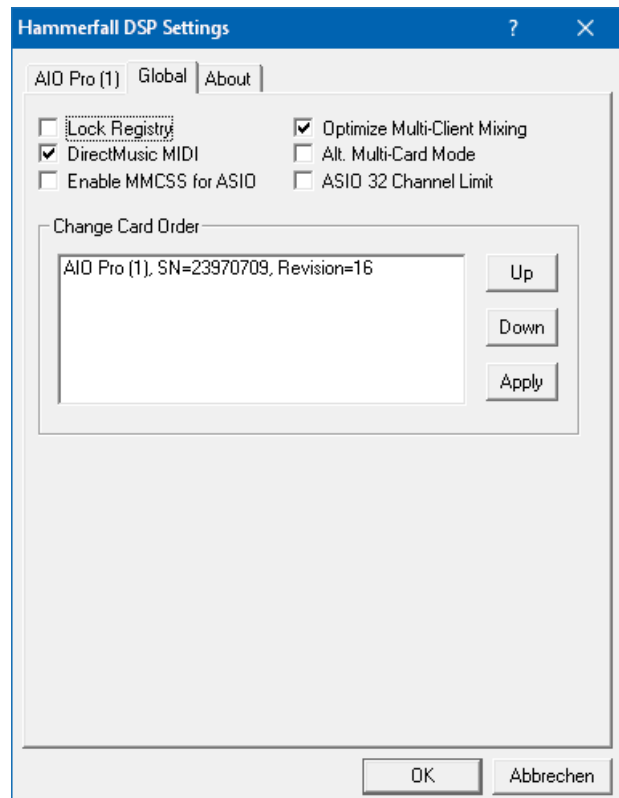 Hammerfall DSP Settings ? ×
AIO Pro (1) Global About
Lock Registry Optimize Multi-Client Mixing
DirectMusic MIDI Alt. Multi-Card Mode
Enable MMCSS for ASIO ASIO 32 Channel Limit
Change Card Order
AIO Pro (1), SN=23970709, Revision=16
Up
Down
Apply
OK Abbrechen